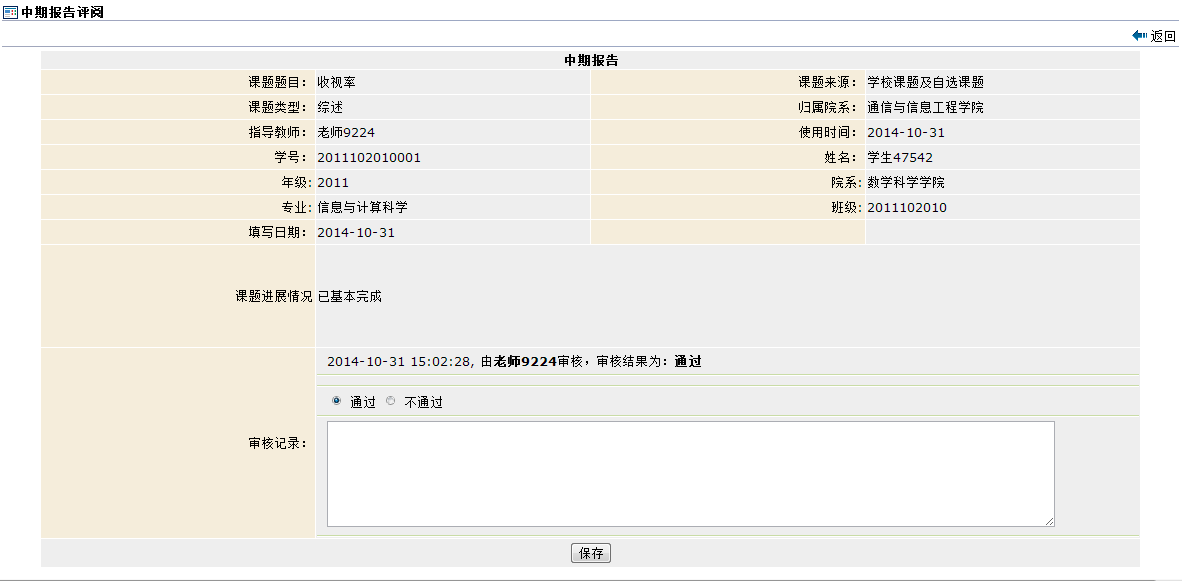 中期报告评阅
返回
中期报告
课题题目： 收视率 课题来源： 学校课题及自选课题
课题类型： 综述 归属院系： 通信与信息工程学院
指导教师： 老师9224 使用时间： 2014-10-31
学号： 2011102010001 姓名： 学生47542
年级: 2011 院系: 数学科学学院
专业: 信息与计算科学 班级: 2011102010
填写日期： 2014-10-31
课题进展情况 已基本完成
2014-10-31 15:02:28, 由老师9224审核，审核结果为：通过
通过 不通过
审核记录：
保存